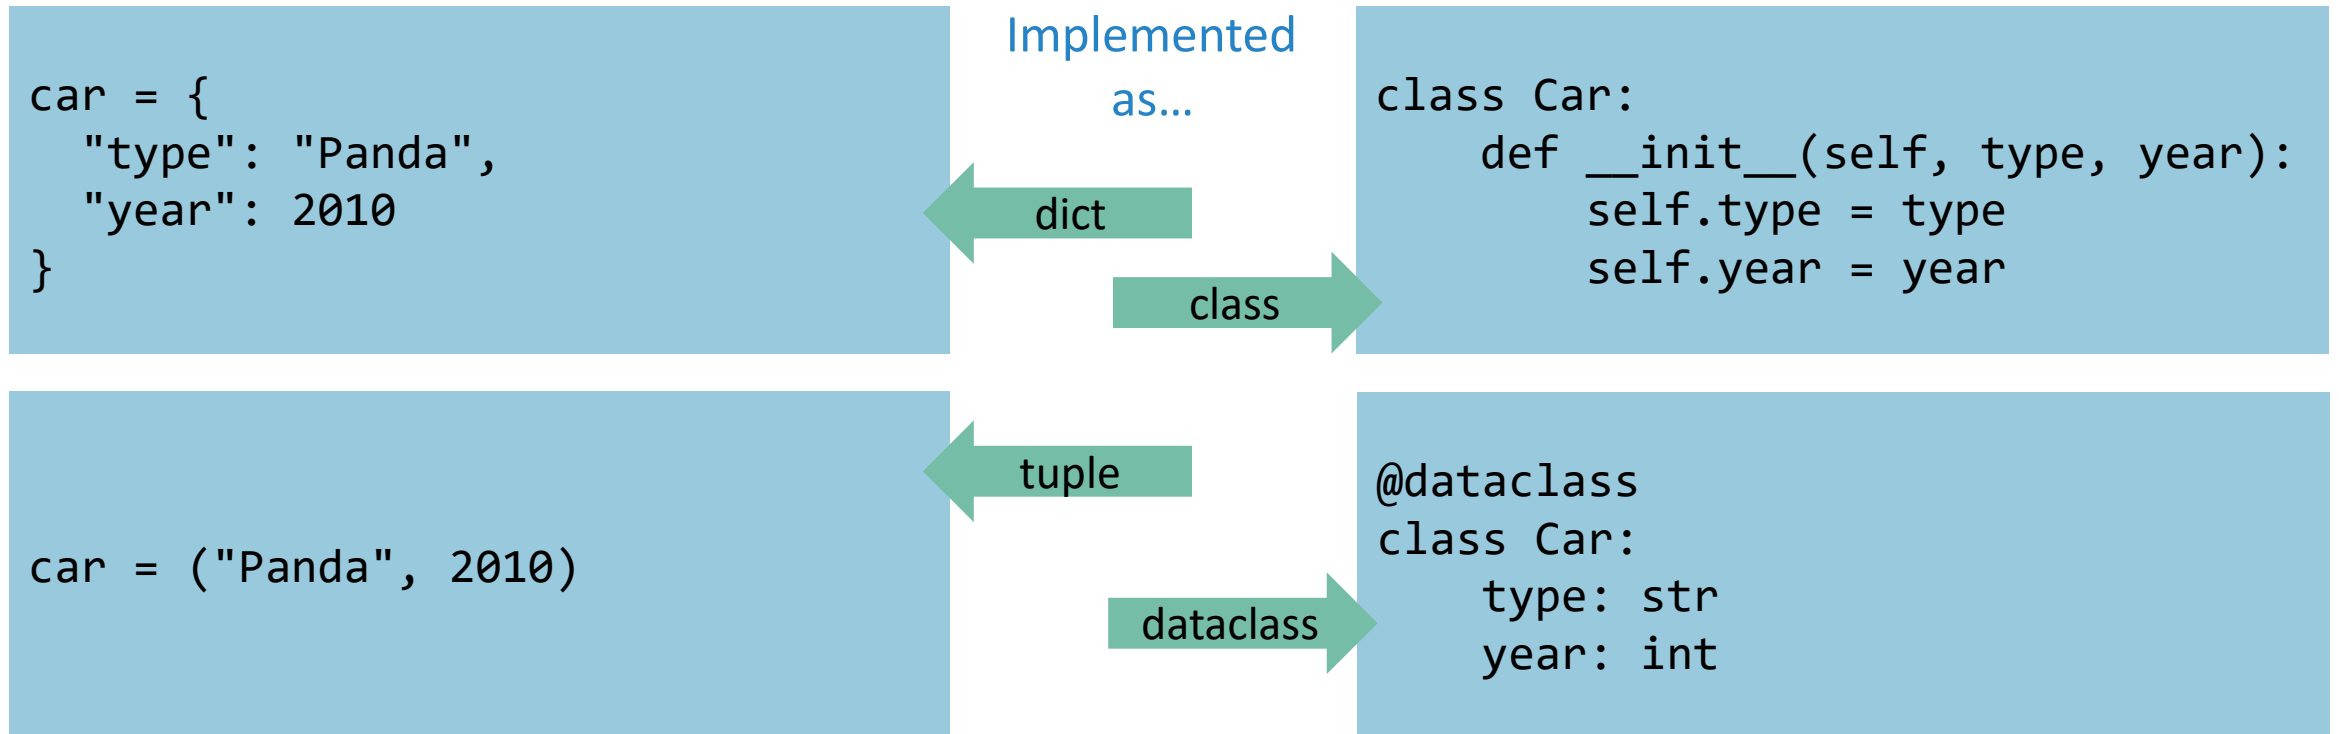 car = {
  "type": "Panda",
  "year": 2010
}
Implemented
as…
dict
class
class Car:
    def __init__(self, type, year):
        self.type = type
        self.year = year
car = ("Panda", 2010)
tuple
dataclass
@dataclass
class Car:
    type: str
    year: int